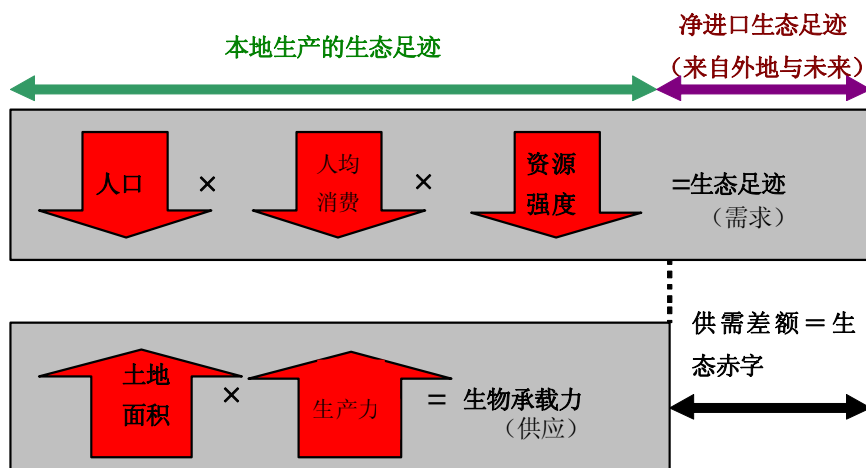 本地生产的生态足迹
净进口生态足迹
（来自外地与未来）
人口
×
人均
消费
×
资源
强度
=生态足迹
（需求）
供需差额＝生
态赤字
土地
面积
×
生产力
=
生物承载力
（供应）